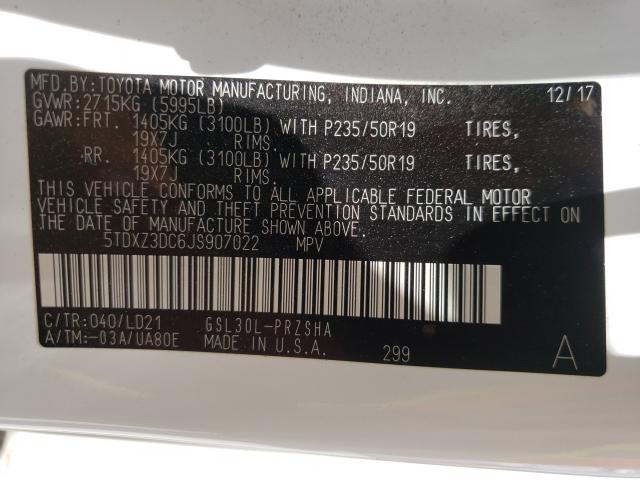 MFD.BY: TOYOTA MOTOR MANUFACTURING, INDIANA, INC. 12/17
GVWR: 2715KG (5995LB)
GAWR: FRT. 1405KG (3100LB) WITH P235/50R19 TIRES,
19X7J RIMS.
RR. 1405KG (3100LB) WITH P235/50R19 TIRES,
19X7J RIMS.
THIS VEHICLE CONFORMS TO ALL APPLICABLE FEDERAL MOTOR
VEHICLE SAFETY AND THEFT PREVENTION STANDARDS IN EFFECT ON
THE DATE OF MANUFACTURE SHOWN ABOVE.
5TDXZ3DC6JS907022 MPV
C/TR: 040/LD21 GSL30L-PRZSHA
A/TM: -03A/UA80E MADE IN U.S.A. 299 A